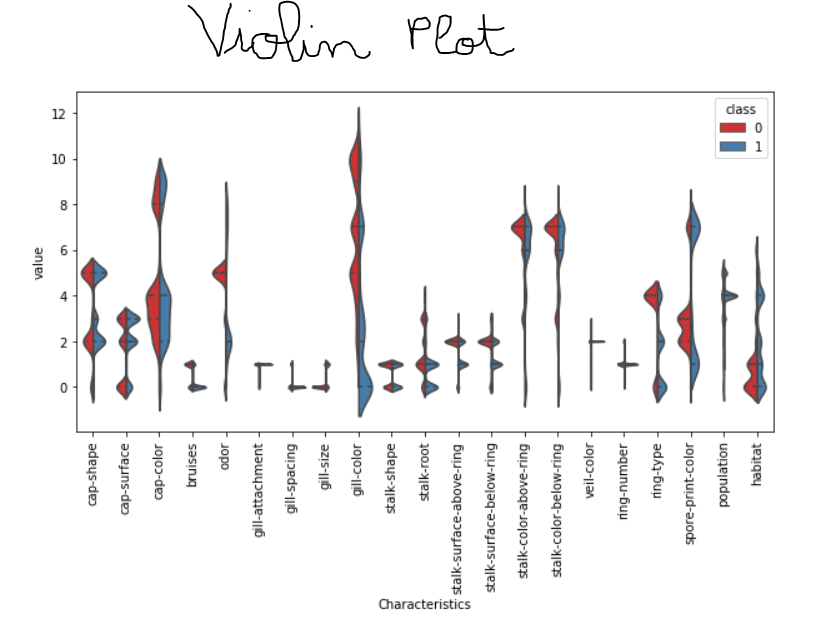 Violin Plot
class
0
1
12
10
8
6
4
2
0
value
cap-shape
cap-surface
cap-color
bruises
odor
gill-attachment
gill-spacing
gill-size
gill-color
stalk-shape
stalk-root
stalk-surface-above-ring
stalk-surface-below-ring
stalk-color-above-ring
stalk-color-below-ring
veil-color
ring-number
ring-type
spore-print-color
population
habitat
Characteristics